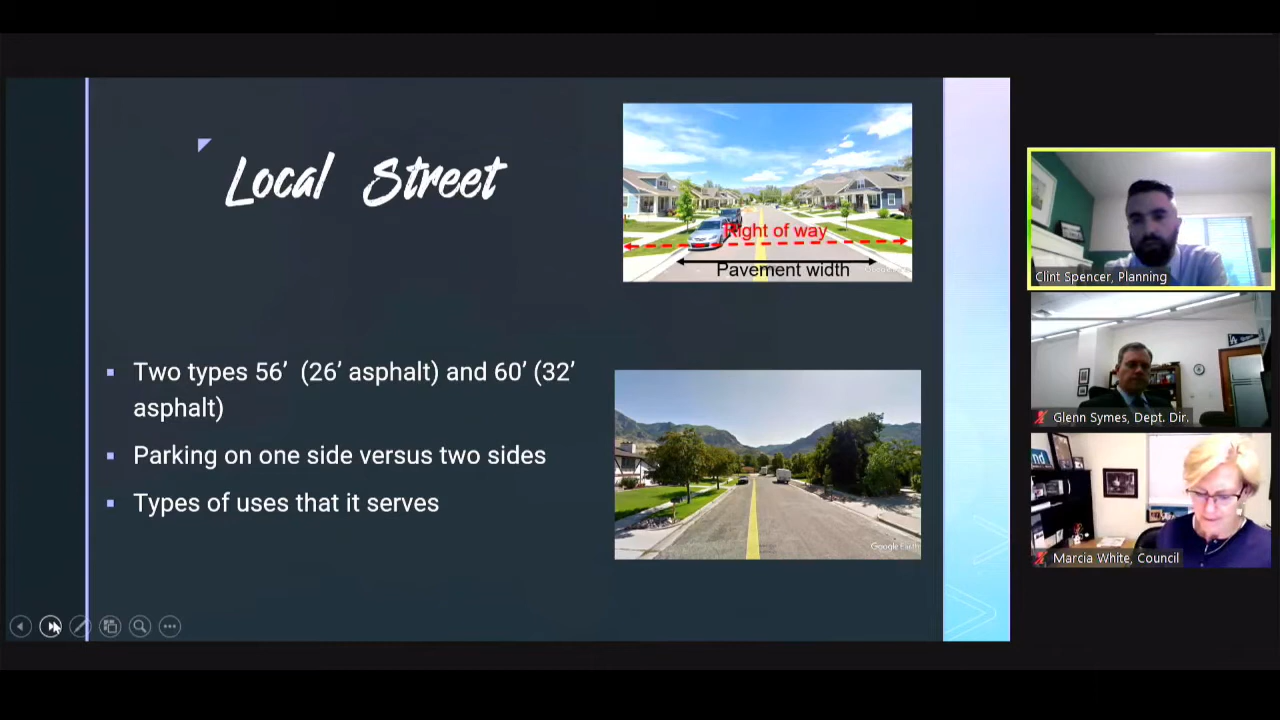 Local Street
Right of way
Pavement width
Two types 56’ (26’ asphalt) and 60’ (32’
asphalt)
Parking on one side versus two sides
Types of uses that it serves
Google Earth
Clint Spencer, Planning
Glenn Symes, Dept. Dir.
Marcia White, Council